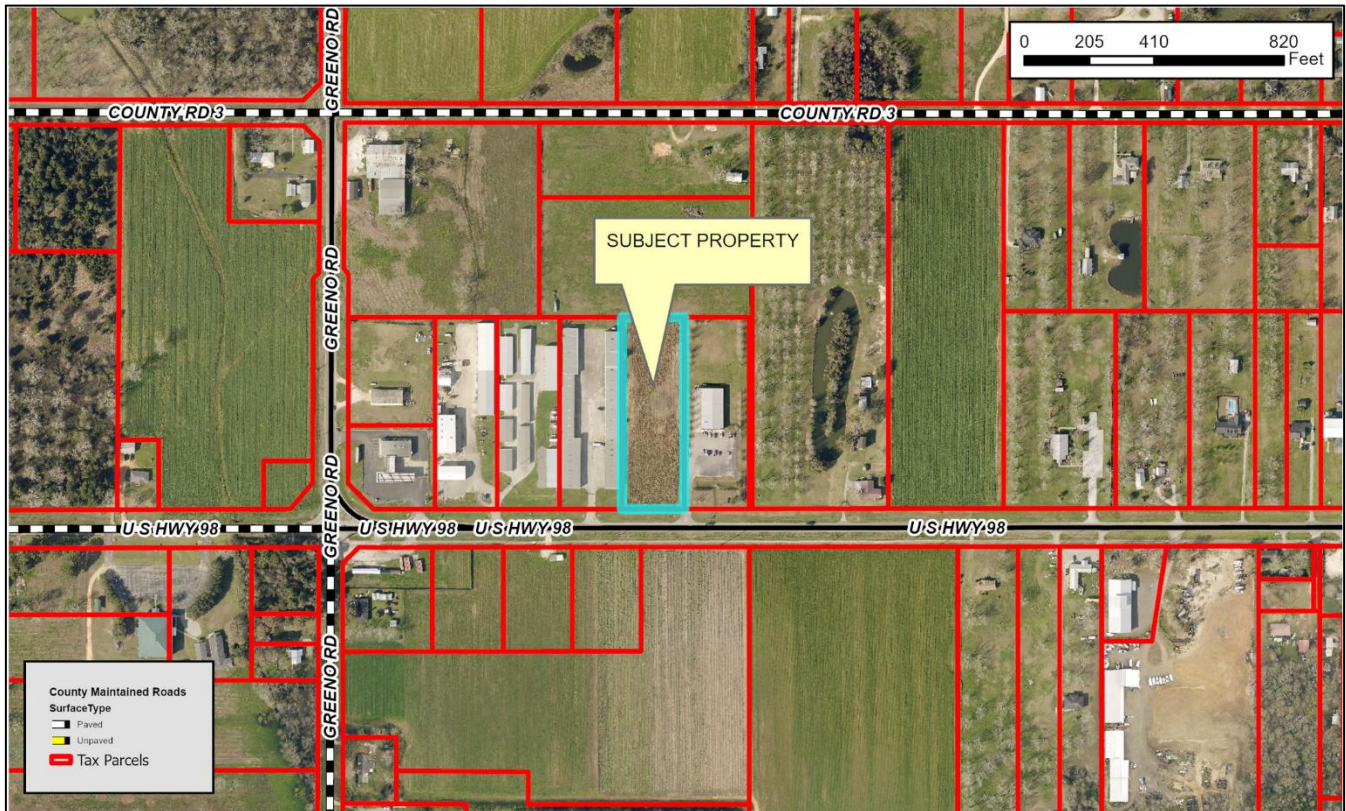 0 205 410 820
Feet
GREENO RD
COUNTY RD 3
COUNTY RD 3
GREENO RD
SUBJECT PROPERTY
GREENO RD
U S HWY 98
U S HWY 98
U S HWY 98
U S HWY 98
GREENO RD
County Maintained Roads
SurfaceType
Paved
Unpaved
Tax Parcels